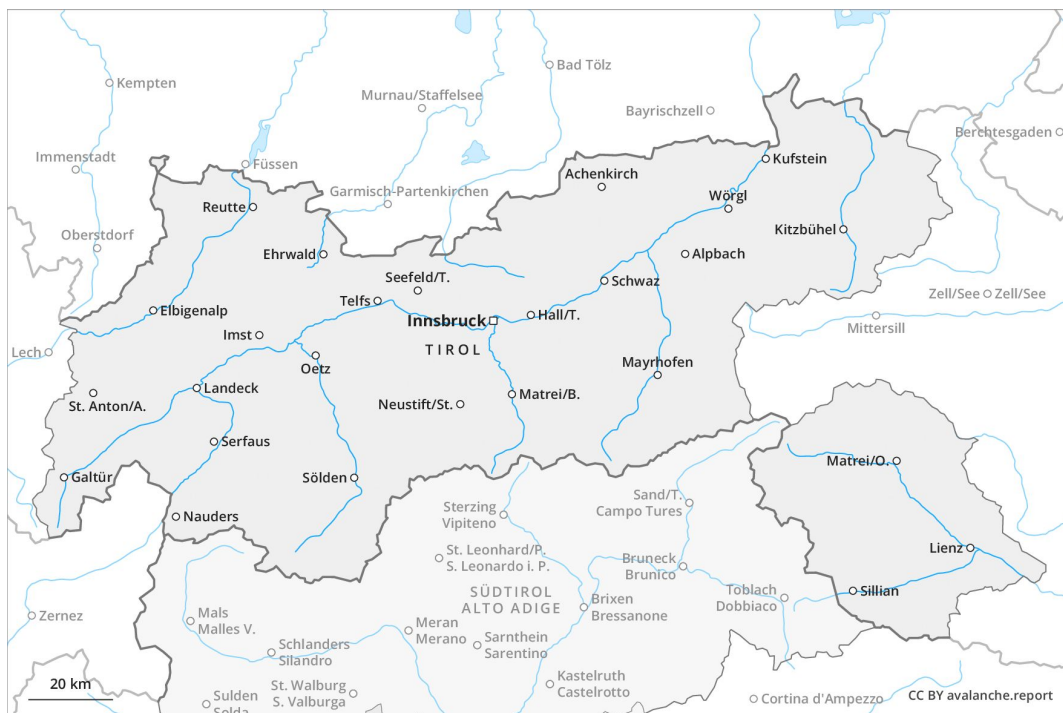 Kempten
Bad Tölz
Murnau/Staffelsee
Bayrischzell
Berchtesgaden
Immenstadt
Füssen
Kufstein
Garmisch-Partenkirchen
Achenkirch
Wörgl
Reutte
Kitzbühel
Oberstdorf
Ehrwald
Alpbach
Seefeld/T.
Schwaz
Zell/See
Zell/See
Telfs
Elbigenalp
Hall/T.
Innsbruck
Mittersill
Imst
TIROL
Lech
Oetz
Mayrhofen
Landeck
St. Anton/A.
Neustift/St.
Matrei/B.
Serfaus
Matrei/O.
Galtür
Sölden
Sand/T.
Campo Tures
Sterzing
Vipiteno
Nauders
Lienz
St. Leonhard/P.
S. Leonardo i. P.
Bruneck
Brunico
SÜDTIROL
ALTO ADIGE
Sillian
Toblach
Dobbiaco
Brixen
Bressanone
Zernez
Mals
Malles V.
Meran
Merano
Sarnthein
Sarentino
Schlanders
Silandro
Kastelruth
Castelrotto
20 km
St. Walburg
S. Valburga
Sulden
Solda
Cortina d'Ampezzo
CC BY avalanche.report